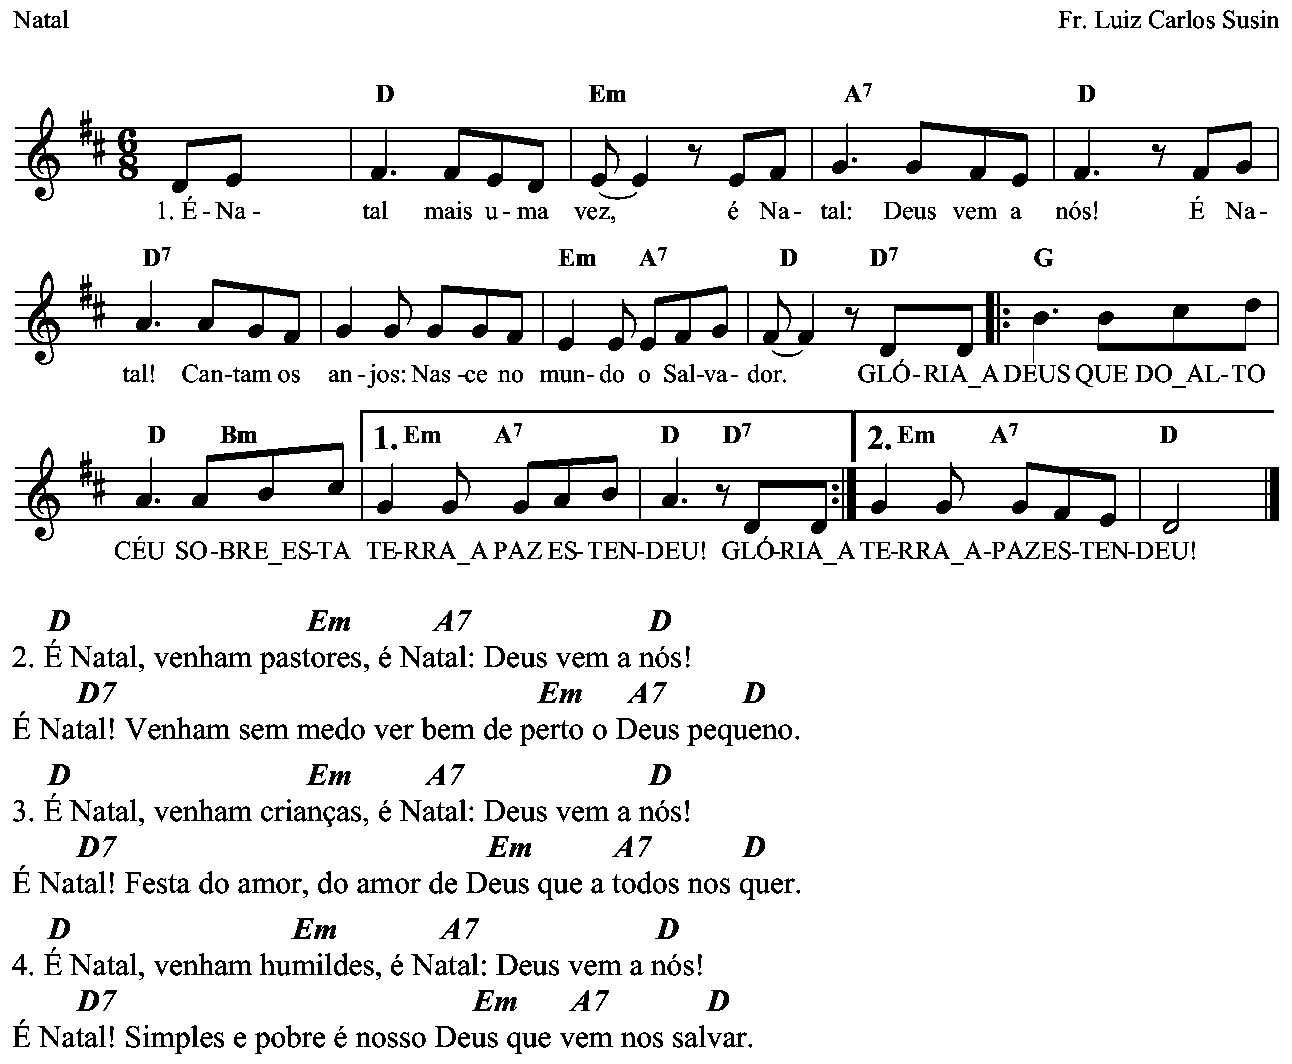 Natal Fr. Luiz Carlos Susin
D Em A7 D
1. É - Na - tal mais u - ma vez, é Na - tal: Deus vem a nós! É Na -
D7 Em A7 D D7 G
tal! Can-tam os an - jos: Nas - ce no mun- do o Sal- va- dor. GLÓ-RIA_A DEUS QUE DO_AL-TO
D Bm 1. Em A7 D D7 2. Em A7 D
CÉU SO-BRE_ES-TA TE-RRA_A PAZ ES-TEN-DEU! GLÓ-RIA_A TE-RRA_A-PAZES-TEN-DEU!
D Em A7 D
2. É Natal, venham pastores, é Natal: Deus vem a nós!
D7 Em A7 D
É Natal! Venham sem medo ver bem de perto o Deus pequeno.
D Em A7 D
3. É Natal, venham crianças, é Natal: Deus vem a nós!
D7 Em A7 D
É Natal! Festa do amor, do amor de Deus que a todos nos quer.
D Em A7 D
4. É Natal, venham humildes, é Natal: Deus vem a nós!
D7 Em A7 D
É Natal! Simples e pobre é nosso Deus que vem nos salvar.